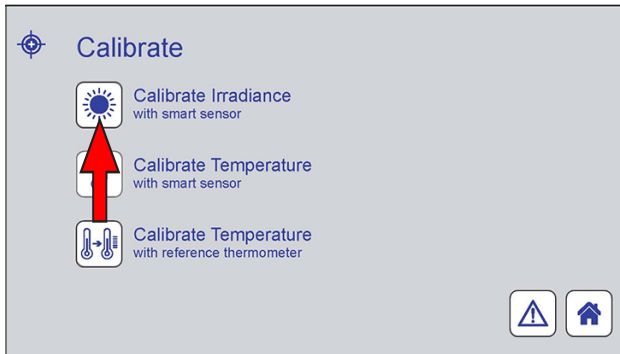 Calibrate
Calibrate Irradiance
with smart sensor
Calibrate Temperature
with smart sensor
Calibrate Temperature
with reference thermometer